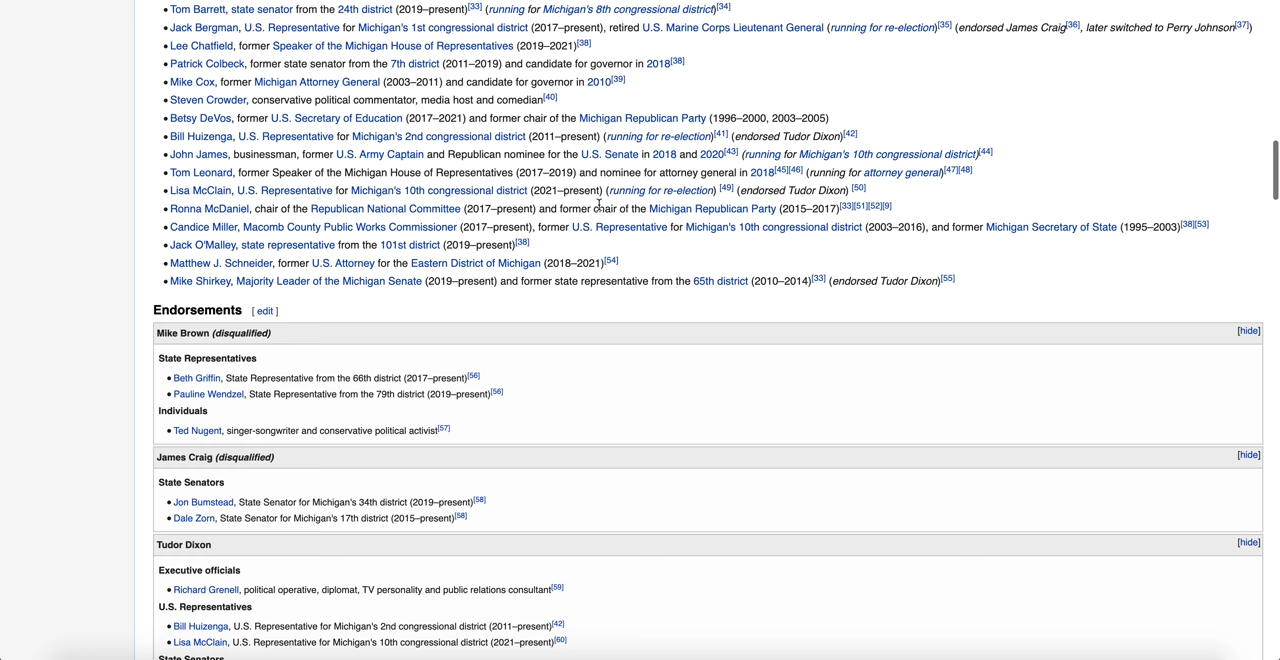 • Tom Barrett, state senator from the 24th district (2019–present)[33] (running for Michigan's 8th congressional district)[34]
• Jack Bergman, U.S. Representative for Michigan's 1st congressional district (2017–present), retired U.S. Marine Corps Lieutenant General (running for re-election)[35] (endorsed James Craig[36], later switched to Perry Johnson[37])
• Lee Chatfield, former Speaker of the Michigan House of Representatives (2019–2021)[38]
• Patrick Colbeck, former state senator from the 7th district (2011–2019) and candidate for governor in 2018[38]
• Mike Cox, former Michigan Attorney General (2003–2011) and candidate for governor in 2010[39]
• Steven Crowder, conservative political commentator, media host and comedian[40]
• Betsy DeVos, former U.S. Secretary of Education (2017–2021) and former chair of the Michigan Republican Party (1996–2000, 2003–2005)
• Bill Huizenga, U.S. Representative for Michigan's 2nd congressional district (2011–present) (running for re-election)[41] (endorsed Tudor Dixon)[42]
• John James, businessman, former U.S. Army Captain and Republican nominee for the U.S. Senate in 2018 and 2020[43] (running for Michigan's 10th congressional district)[44]
• Tom Leonard, former Speaker of the Michigan House of Representatives (2017–2019) and nominee for attorney general in 2018[45][46] (running for attorney general)[47][48]
• Lisa McClain, U.S. Representative for Michigan's 10th congressional district (2021–present) (running for re-election) [49] (endorsed Tudor Dixon) [50]
• Ronna McDaniel, chair of the Republican National Committee (2017–present) and former chair of the Michigan Republican Party (2015–2017)[33][51][52][9]
• Candice Miller, Macomb County Public Works Commissioner (2017–present), former U.S. Representative for Michigan's 10th congressional district (2003–2016), and former Michigan Secretary of State (1995–2003)[38][53]
• Jack O'Malley, state representative from the 101st district (2019–present)[38]
• Matthew J. Schneider, former U.S. Attorney for the Eastern District of Michigan (2018–2021)[54]
• Mike Shirkey, Majority Leader of the Michigan Senate (2019–present) and former state representative from the 65th district (2010–2014)[33] (endorsed Tudor Dixon)[55]
Endorsements [ edit ]
Mike Brown (disqualified) [hide]
State Representatives
• Beth Griffin, State Representative from the 66th district (2017–present)[56]
• Pauline Wendzel, State Representative from the 79th district (2019–present)[56]
Individuals
• Ted Nugent, singer-songwriter and conservative political activist[57]
James Craig (disqualified) [hide]
State Senators
• Jon Bumstead, State Senator for Michigan's 34th district (2019–present)[58]
• Dale Zorn, State Senator for Michigan's 17th district (2015–present)[58]
Tudor Dixon [hide]
Executive officials
• Richard Grenell, political operative, diplomat, TV personality and public relations consultant[59]
U.S. Representatives
• Bill Huizenga, U.S. Representative for Michigan's 2nd congressional district (2011–present)[42]
• Lisa McClain, U.S. Representative for Michigan's 10th congressional district (2021–present)[60]
State Senators